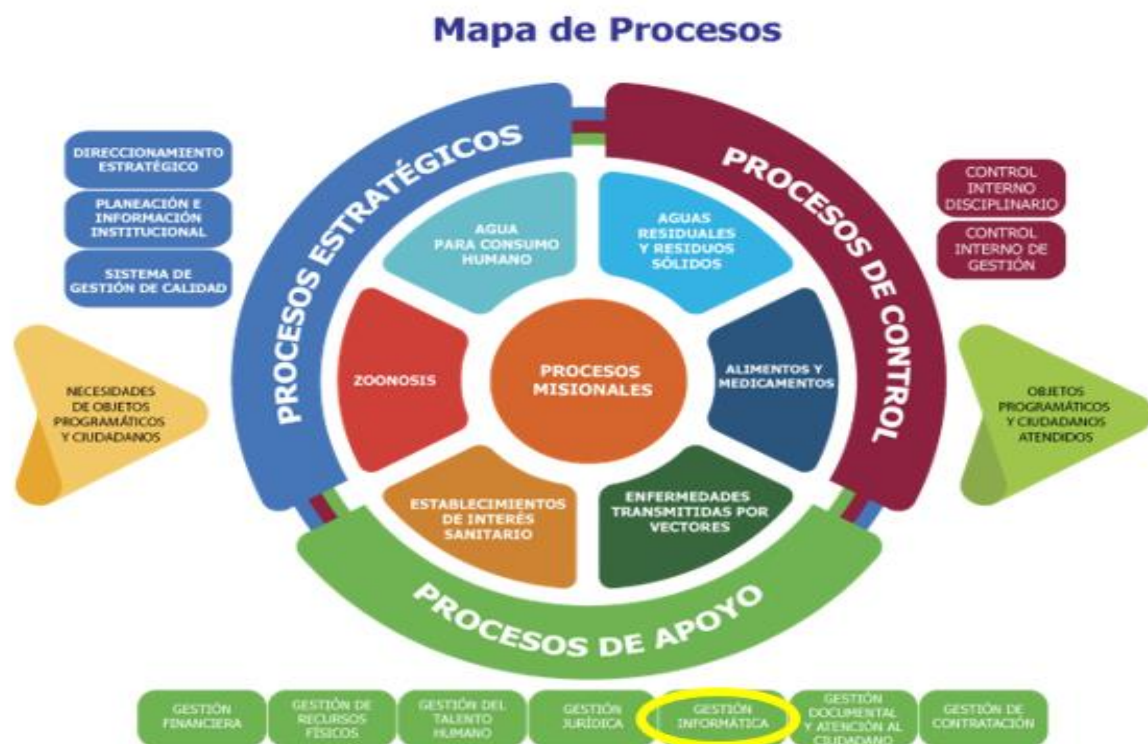 Mapa de Procesos
DIRECCIONAMIENTO
ESTRATÉGICO
PLANEACIÓN E
INFORMACIÓN
INSTITUCIONAL
SISTEMA DE
GESTIÓN DE CALIDAD
NECESIDADES
DE OBJETOS
PROGRAMÁTICOS
Y CIUDADANOS
PROCESOS ESTRATÉGICOS
PROCESOS DE CONTROL
AGUA
PARA CONSUMO
HUMANO
AGUAS
RESIDUALES
Y RESIDUOS
SÓLIDOS
ZOONOSIS
PROCESOS
MISIONALES
ALIMENTOS Y
MEDICAMENTOS
ESTABLECIMIENTOS
DE INTERÉS
SANITARIO
ENFERMEDADES
TRANSMITIDAS POR
VECTORES
PROCESOS DE APOYO
CONTROL
INTERNO
DISCIPLINARIO
CONTROL
INTERNO DE
GESTIÓN
OBJETOS
PROGRAMÁTICOS
Y CIUDADANOS
ATENDIDOS
GESTIÓN
FINANCIERA
GESTIÓN DE
RECURSOS
FÍSICOS
GESTIÓN DEL
TALENTO
HUMANO
GESTIÓN
JURÍDICA
GESTIÓN
INFORMÁTICA
GESTIÓN
DOCUMENTAL
Y ATENCIÓN AL
CIUDADANO
GESTIÓN DE
CONTRATACIÓN